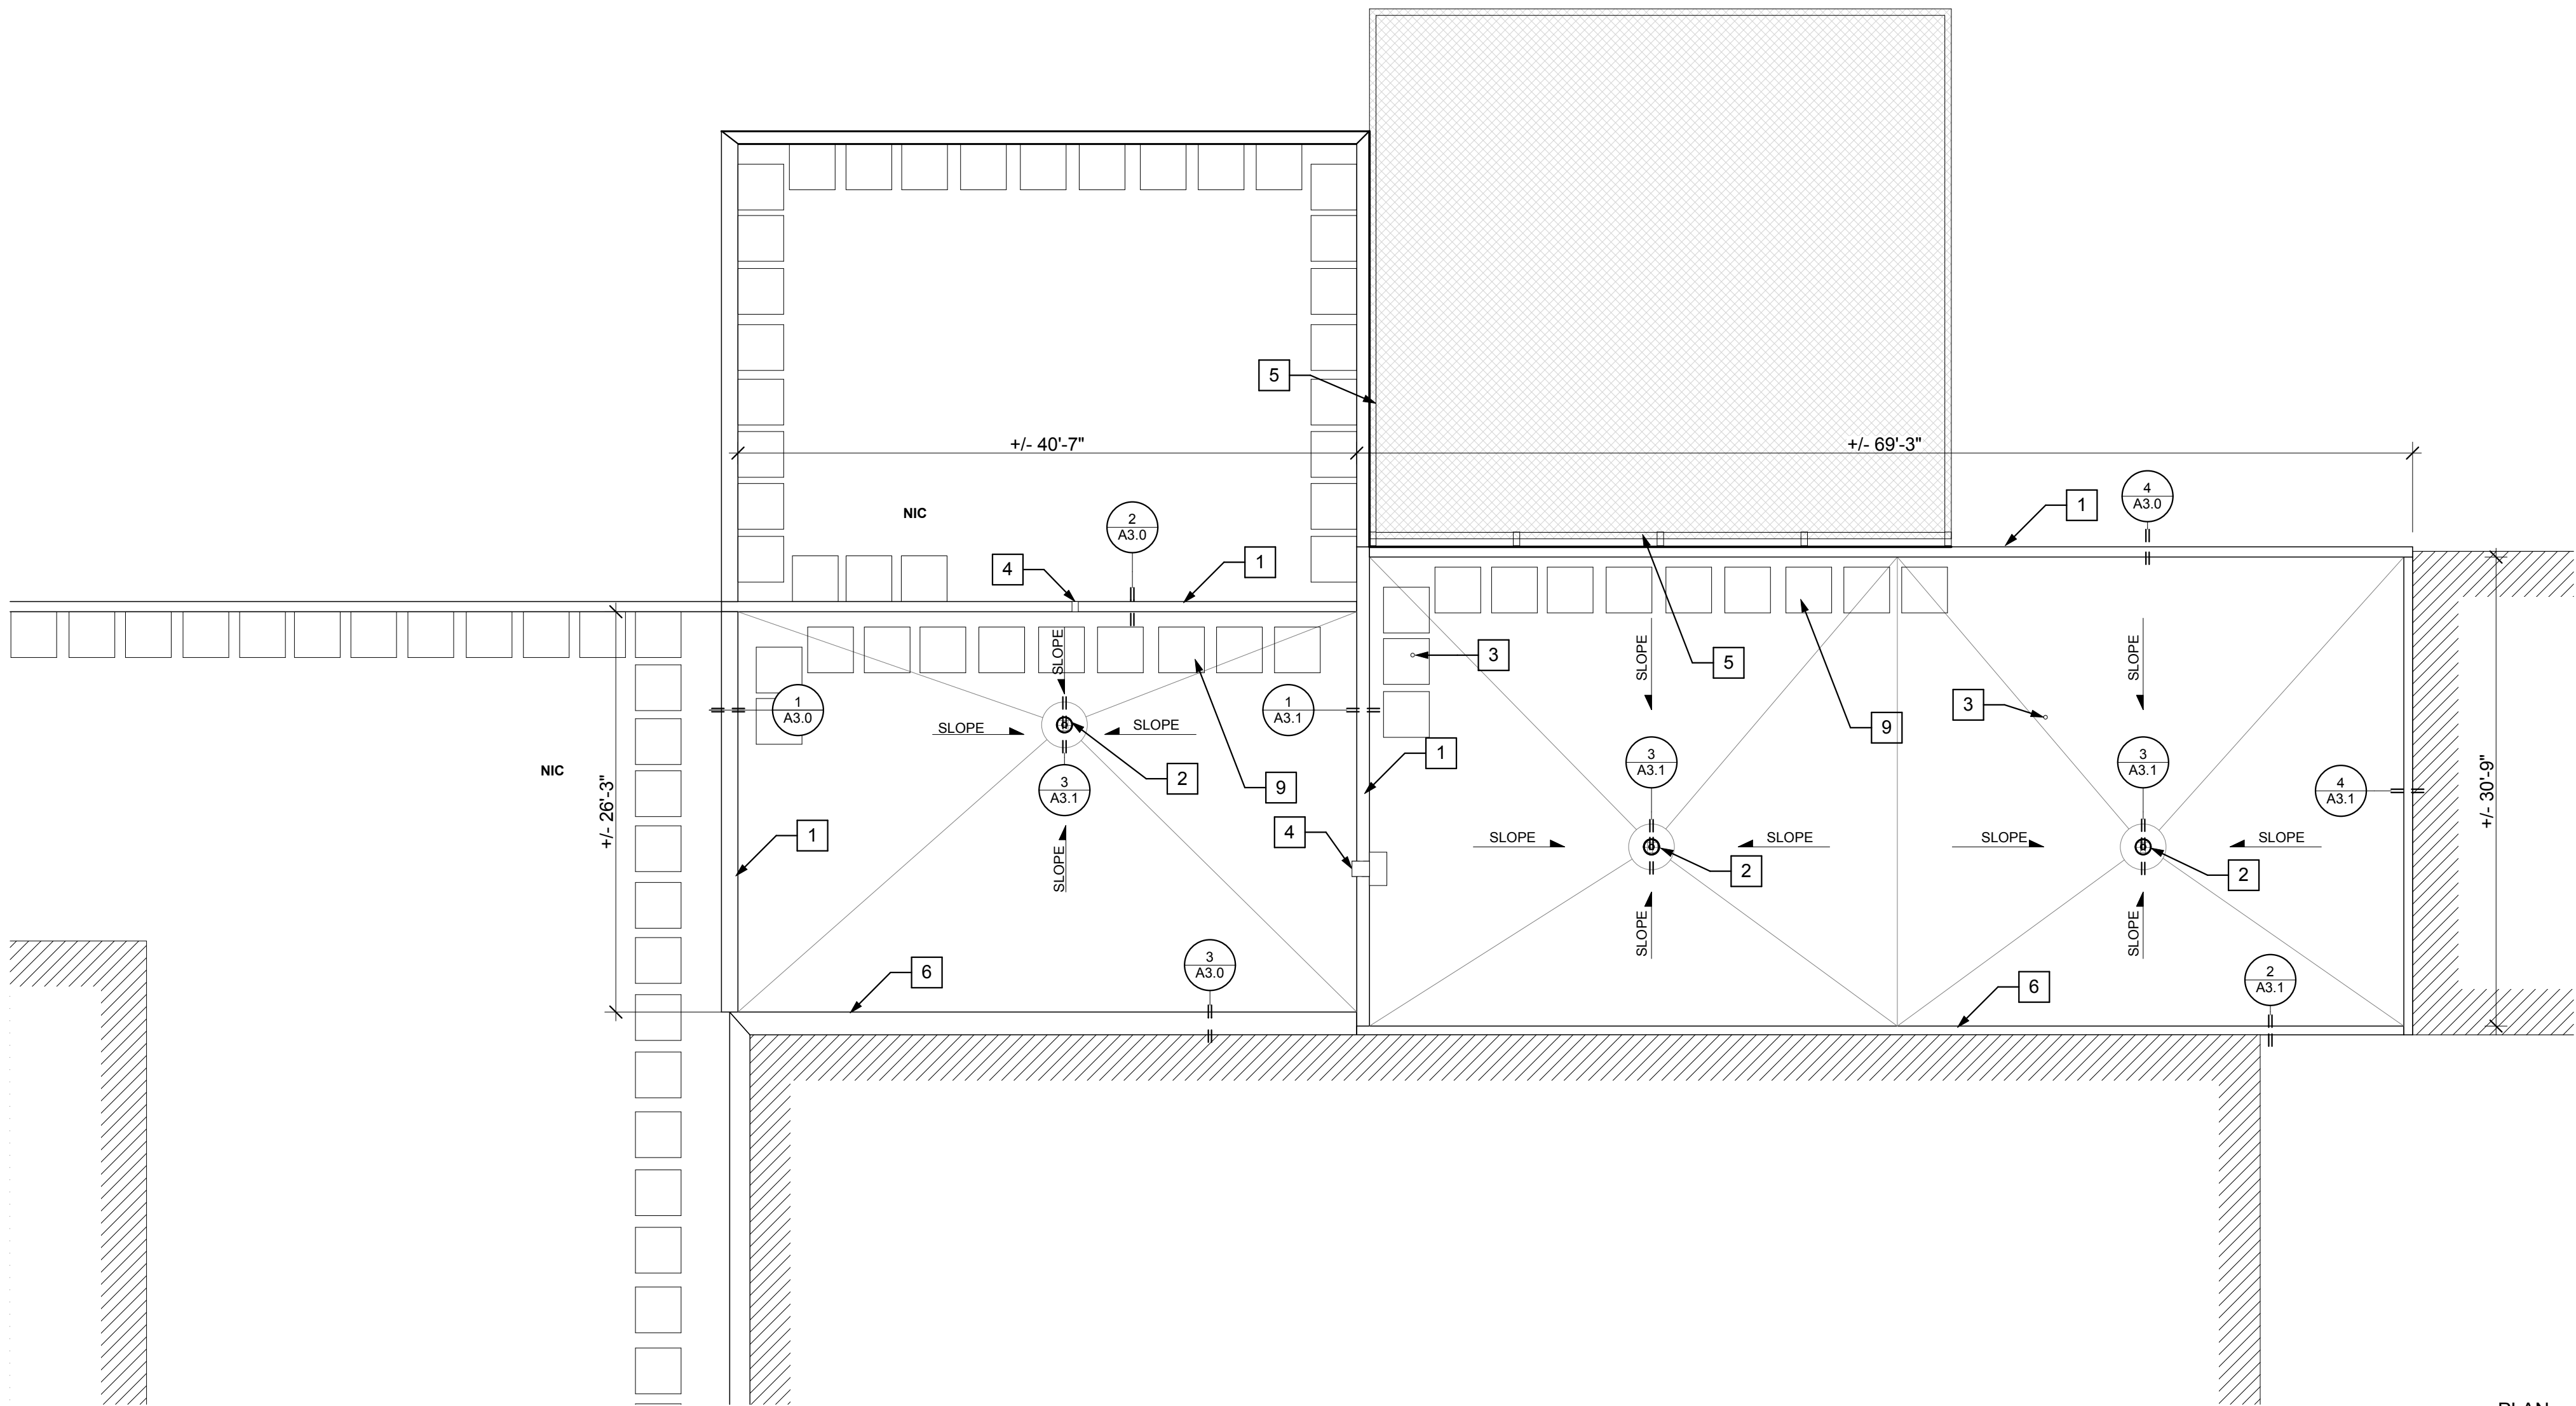 5
+/- 40'-7"
+/- 69'-3"
NIC
2
A3.0
4
A3.0
1
4
1
SLOPE
SLOPE
SLOPE
3
5
3
1
A3.0
1
A3.1
SLOPE
SLOPE
9
1
NIC
3
A3.1
2
9
3
A3.1
3
A3.1
4
A3.1
+/- 26'-3"
+/- 30'-9"
1
4
SLOPE
SLOPE
SLOPE
SLOPE
SLOPE
2
2
SLOPE
SLOPE
6
3
A3.0
6
2
A3.1